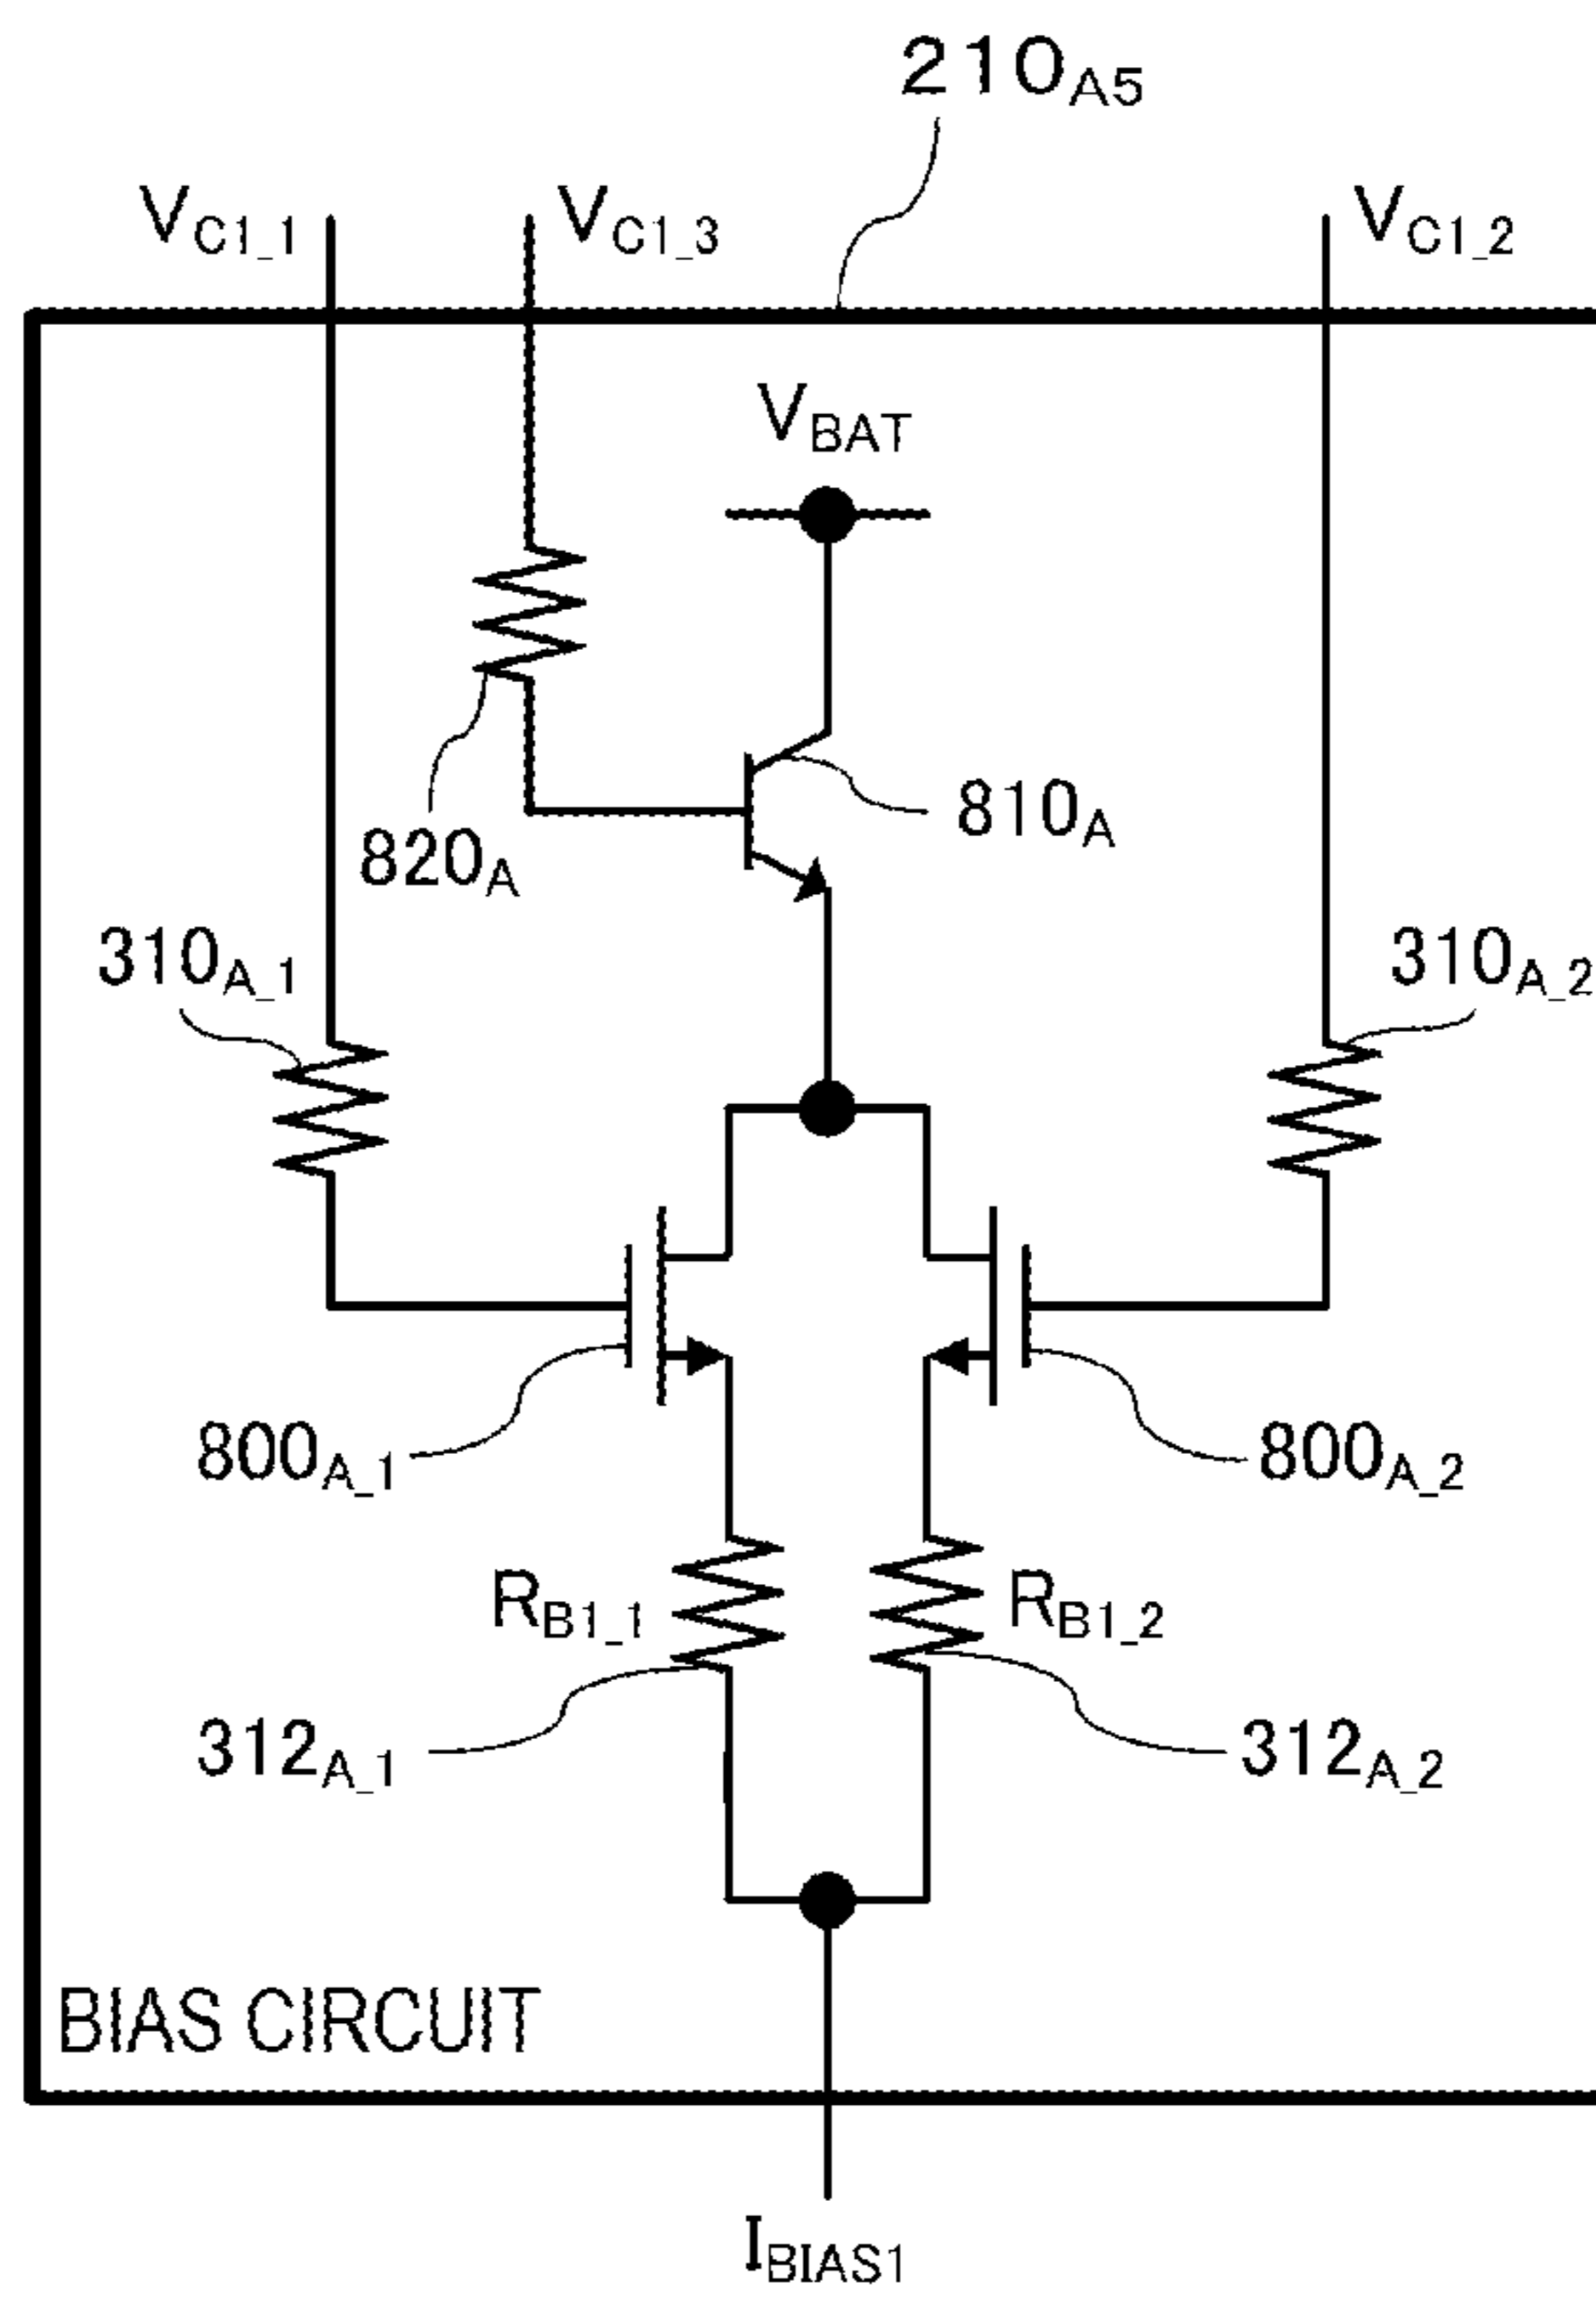 210A5
VC1_1
VC1_3
VC1_2
VBAT
810A
820A
310A_1
310A_2
800A_1
800A_2
RB1_1
RB1_2
312A_1
312A_2
BIAS CIRCUIT
IBIAS1